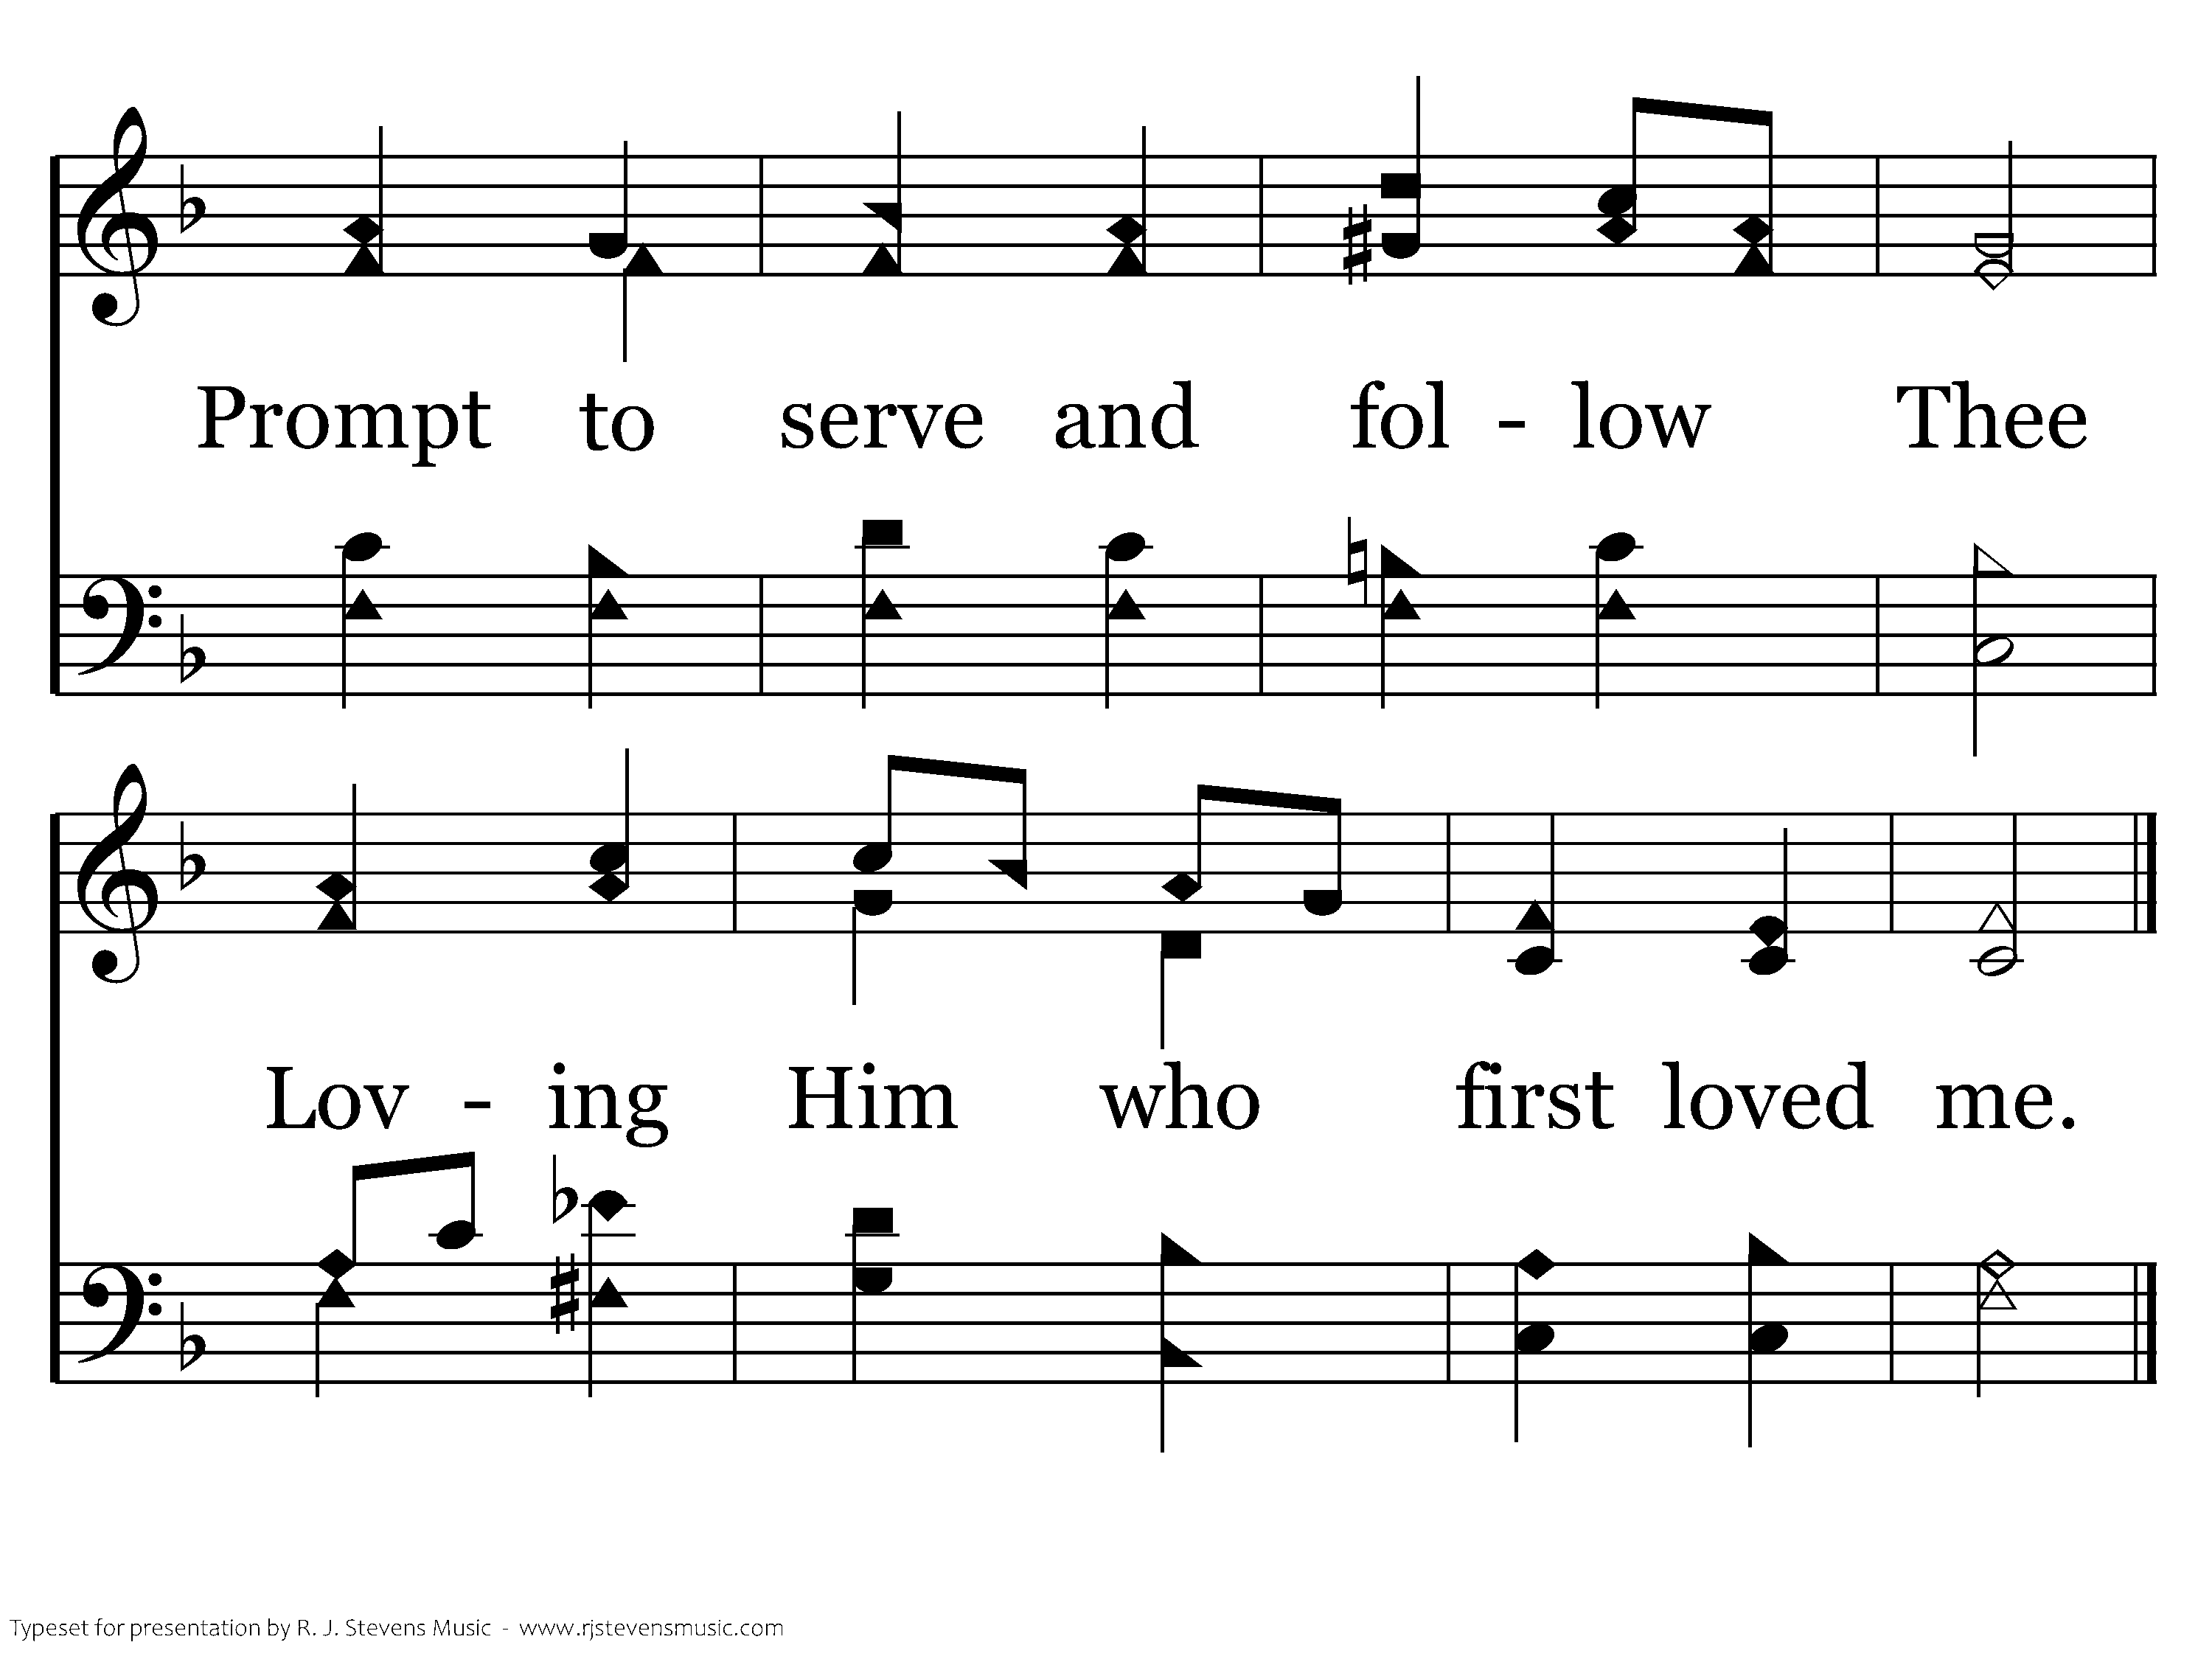 Prompt to serve and fol - low Thee
Lov - ing Him who first loved me.
Typeset for presentation by R. J. Stevens Music - www.rjstevensmusic.com